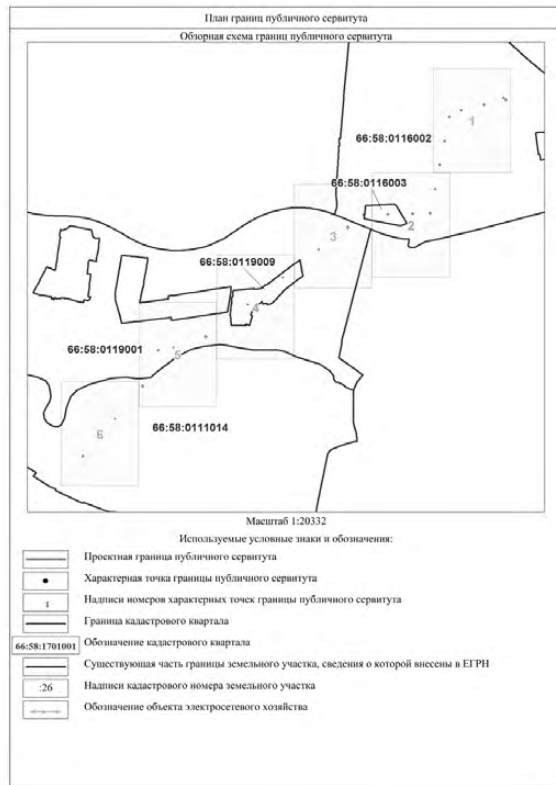 План границ публичного сервитута
Обзорная схема границ публичного сервитута
1
66:58:0116002
66:58:0116003
2
3
66:58:0119009
4
66:58:0119001
5
66:58:0111014
6
Масштаб 1:20332
Используемые условные знаки и обозначения:
Проектная граница публичного сервитута
Характерная точка границы публичного сервитута
1 Надписи номеров характерных точек границы публичного сервитута
Граница кадастрового квартала
66:58:1701001 Обозначение кадастрового квартала
Существующая часть границы земельного участка, сведения о которой внесены в ЕГРН
:26 Надписи кадастрового номера земельного участка
Обозначение объекта электросетевого хозяйства